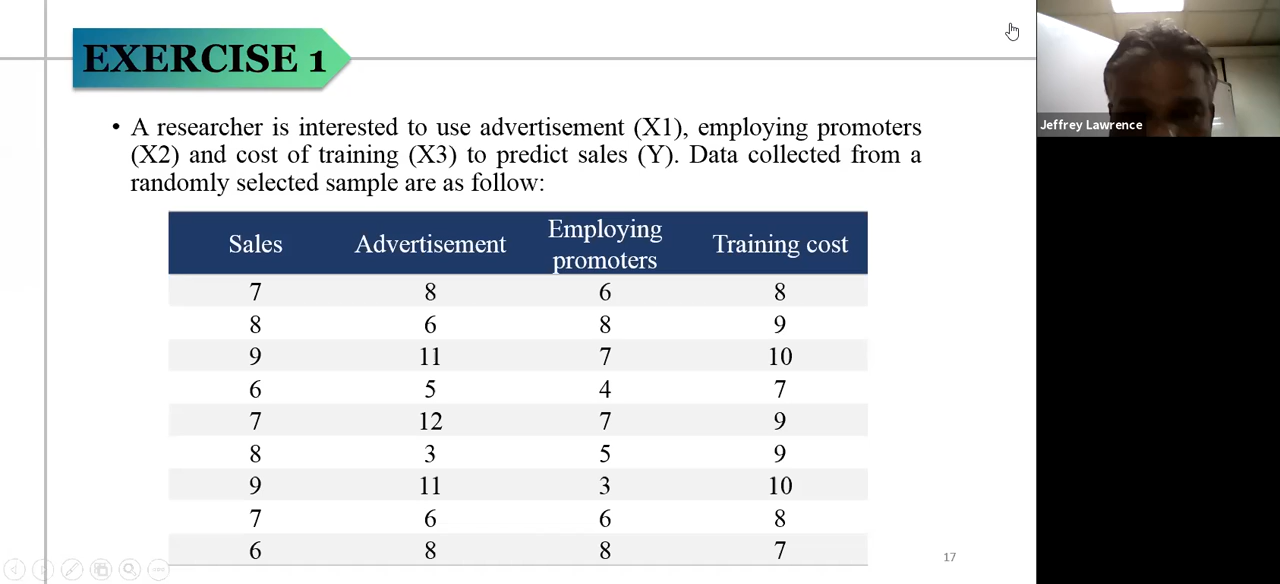 EXERCISE 1
Jeffrey Lawrence
• A researcher is interested to use advertisement (X1), employing promoters
(X2) and cost of training (X3) to predict sales (Y). Data collected from a
randomly selected sample are as follow:
Sales Advertisement Employing promoters Training cost
7 8 6 8
8 6 8 9
9 11 7 10
6 5 4 7
7 12 7 9
8 3 5 9
9 11 3 10
7 6 6 8
6 8 8 7
17